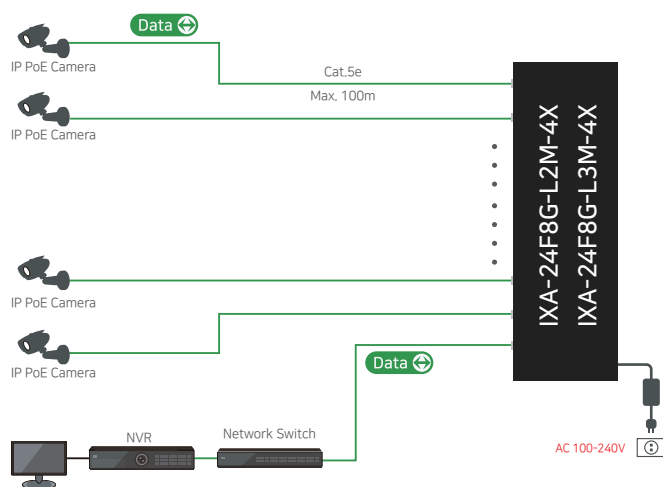 Data
IP PoE Camera
Cat.5e
Max. 100m
IP PoE Camera
IXA-24F8G-L2M-4X
IXA-24F8G-L3M-4X
IP PoE Camera
IP PoE Camera
Data
NVR
Network Switch
AC 100-240V